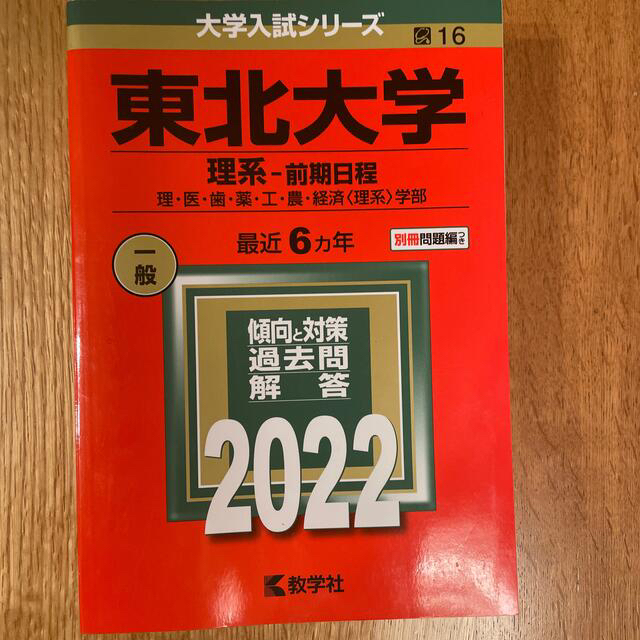 大学入試シリーズ
16
東北大学
理系-前期日程
理・医・歯・薬・工・農・経済〈理系〉学部
最近6カ年
別冊問題編つき
一般
傾向と対策
過去問
解答
2022
教学社